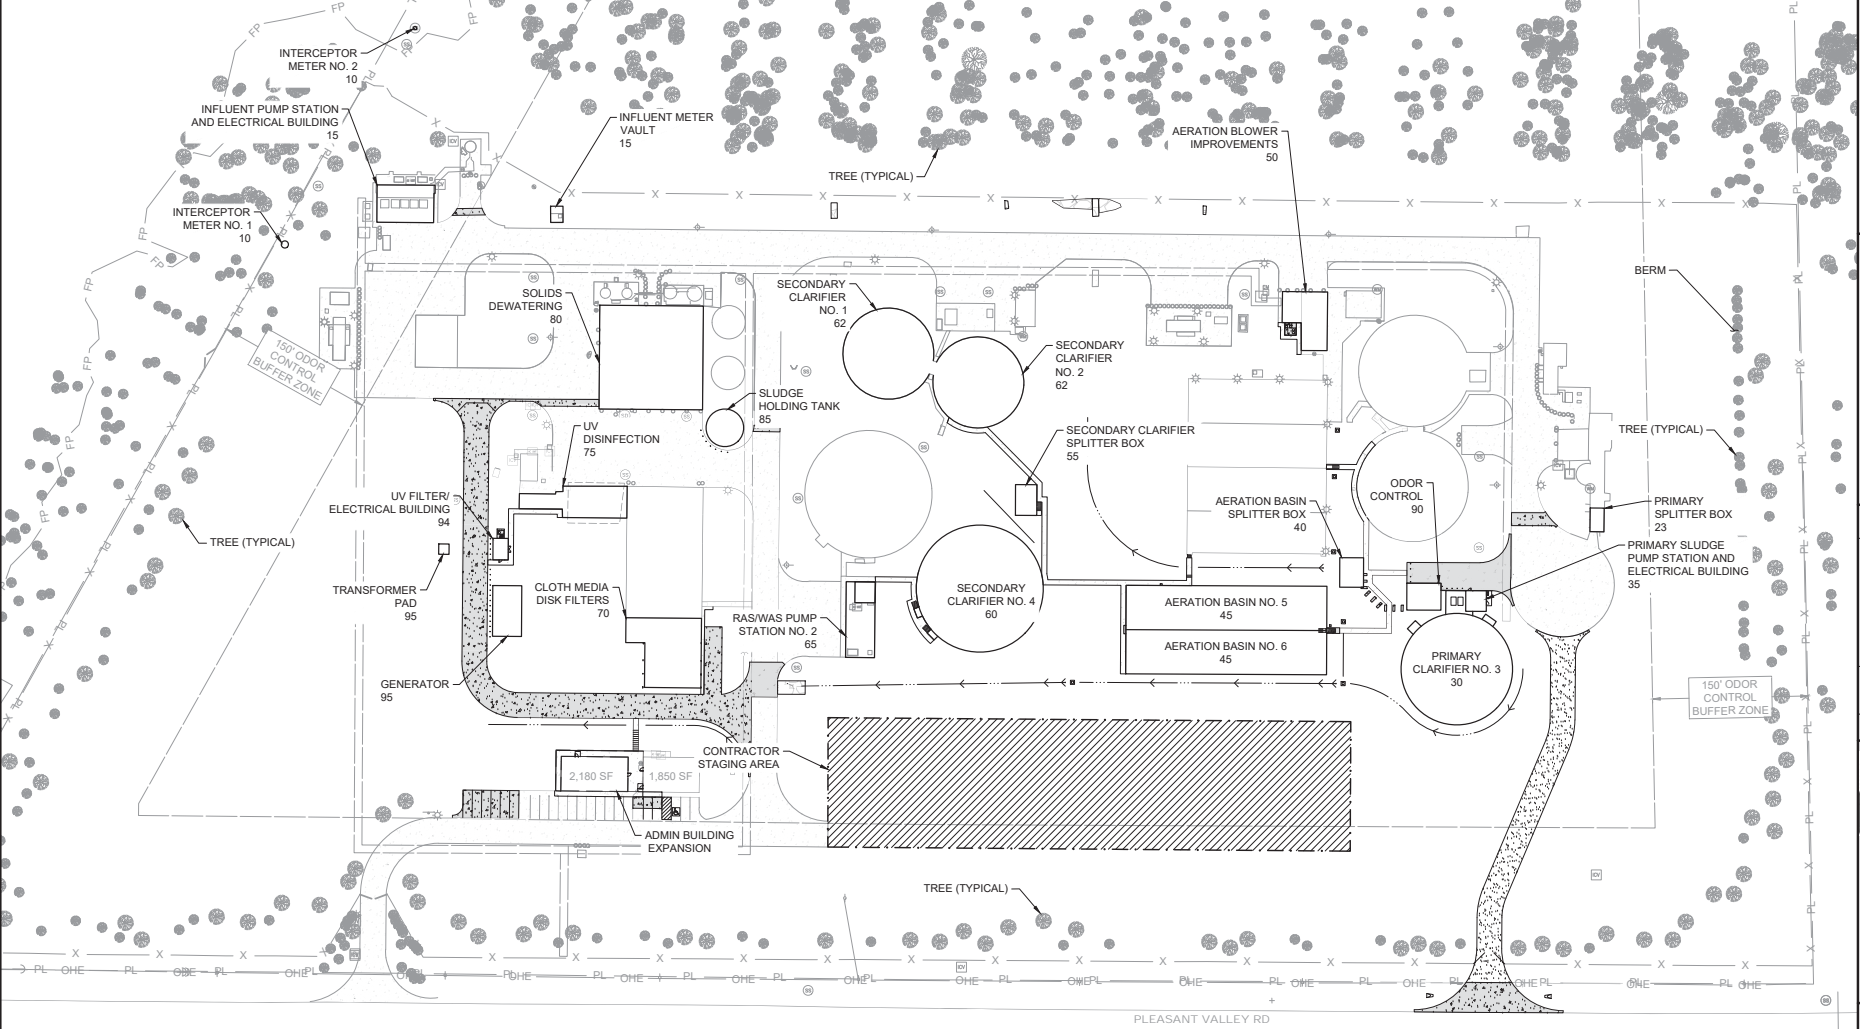 INTERCEPTOR
METER NO. 2
10
INFLUENT PUMP STATION
AND ELECTRICAL BUILDING
15
INFLUENT METER
VAULT
15
AERATION BLOWER
IMPROVEMENTS
50
TREE (TYPICAL)
INTERCEPTOR
METER NO. 1
10
BERM
SOLIDS
DEWATERING
80
SECONDARY
CLARIFIER
NO. 1
62
SECONDARY
CLARIFIER
NO. 2
62
150' ODOR
CONTROL
BUFFER ZONE
SLUDGE
HOLDING TANK
85
UV
DISINFECTION
75
SECONDARY CLARIFIER
SPLITTER BOX
55
TREE (TYPICAL)
UV FILTER/
ELECTRICAL BUILDING
94
AERATION BASIN
SPLITTER BOX
40
ODOR
CONTROL
90
PRIMARY
SPLITTER BOX
23
TREE (TYPICAL)
PRIMARY SLUDGE
PUMP STATION AND
ELECTRICAL BUILDING
35
TRANSFORMER
PAD
95
CLOTH MEDIA
DISK FILTERS
70
SECONDARY
CLARIFIER NO. 4
60
AERATION BASIN NO. 5
45
RAS/WAS PUMP
STATION NO. 2
65
AERATION BASIN NO. 6
45
PRIMARY
CLARIFIER NO. 3
30
GENERATOR
95
150' ODOR
CONTROL
BUFFER ZONE
CONTRACTOR
STAGING AREA
2,180 SF
1,850 SF
ADMIN BUILDING
EXPANSION
TREE (TYPICAL)
PLEASANT VALLEY RD